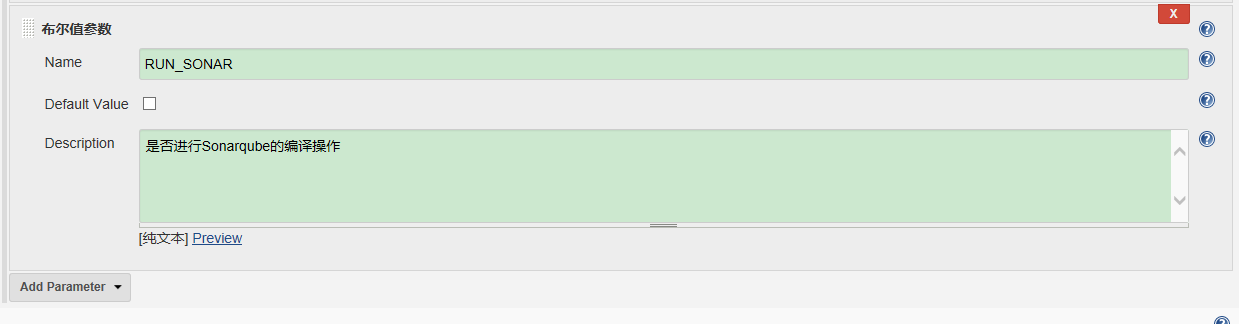 布尔值参数
X
Name
RUN_SONAR
Default Value
Description
是否进行Sonarqube的编译操作
[纯文本] Preview
Add Parameter